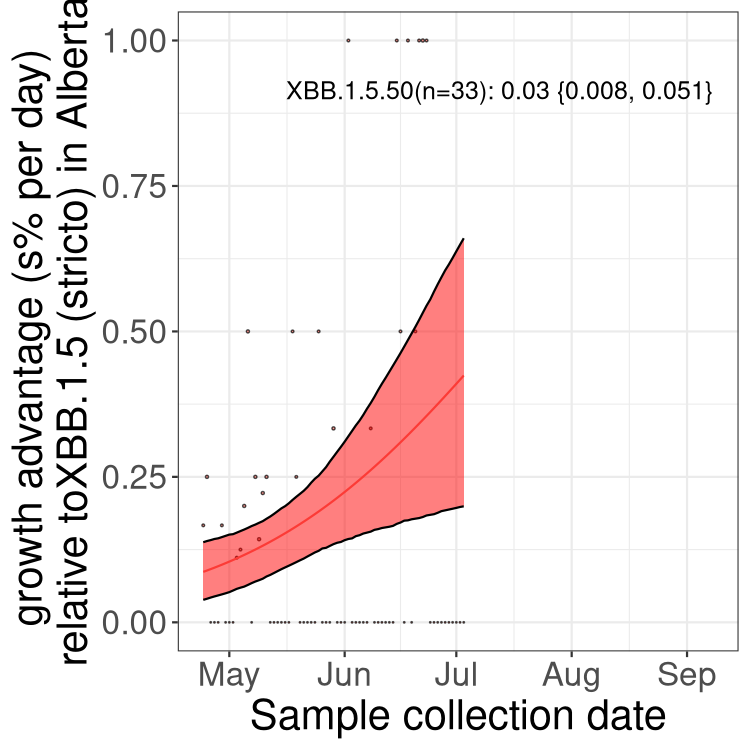 growth advantage (s% per day)
relative toXBB.1.5 (stricto) in Alberta
1.00
XBB.1.5.50(n=33): 0.03 {0.008, 0.051}
0.75
0.50
0.25
0.00
May Jun Jul Aug Sep
Sample collection date